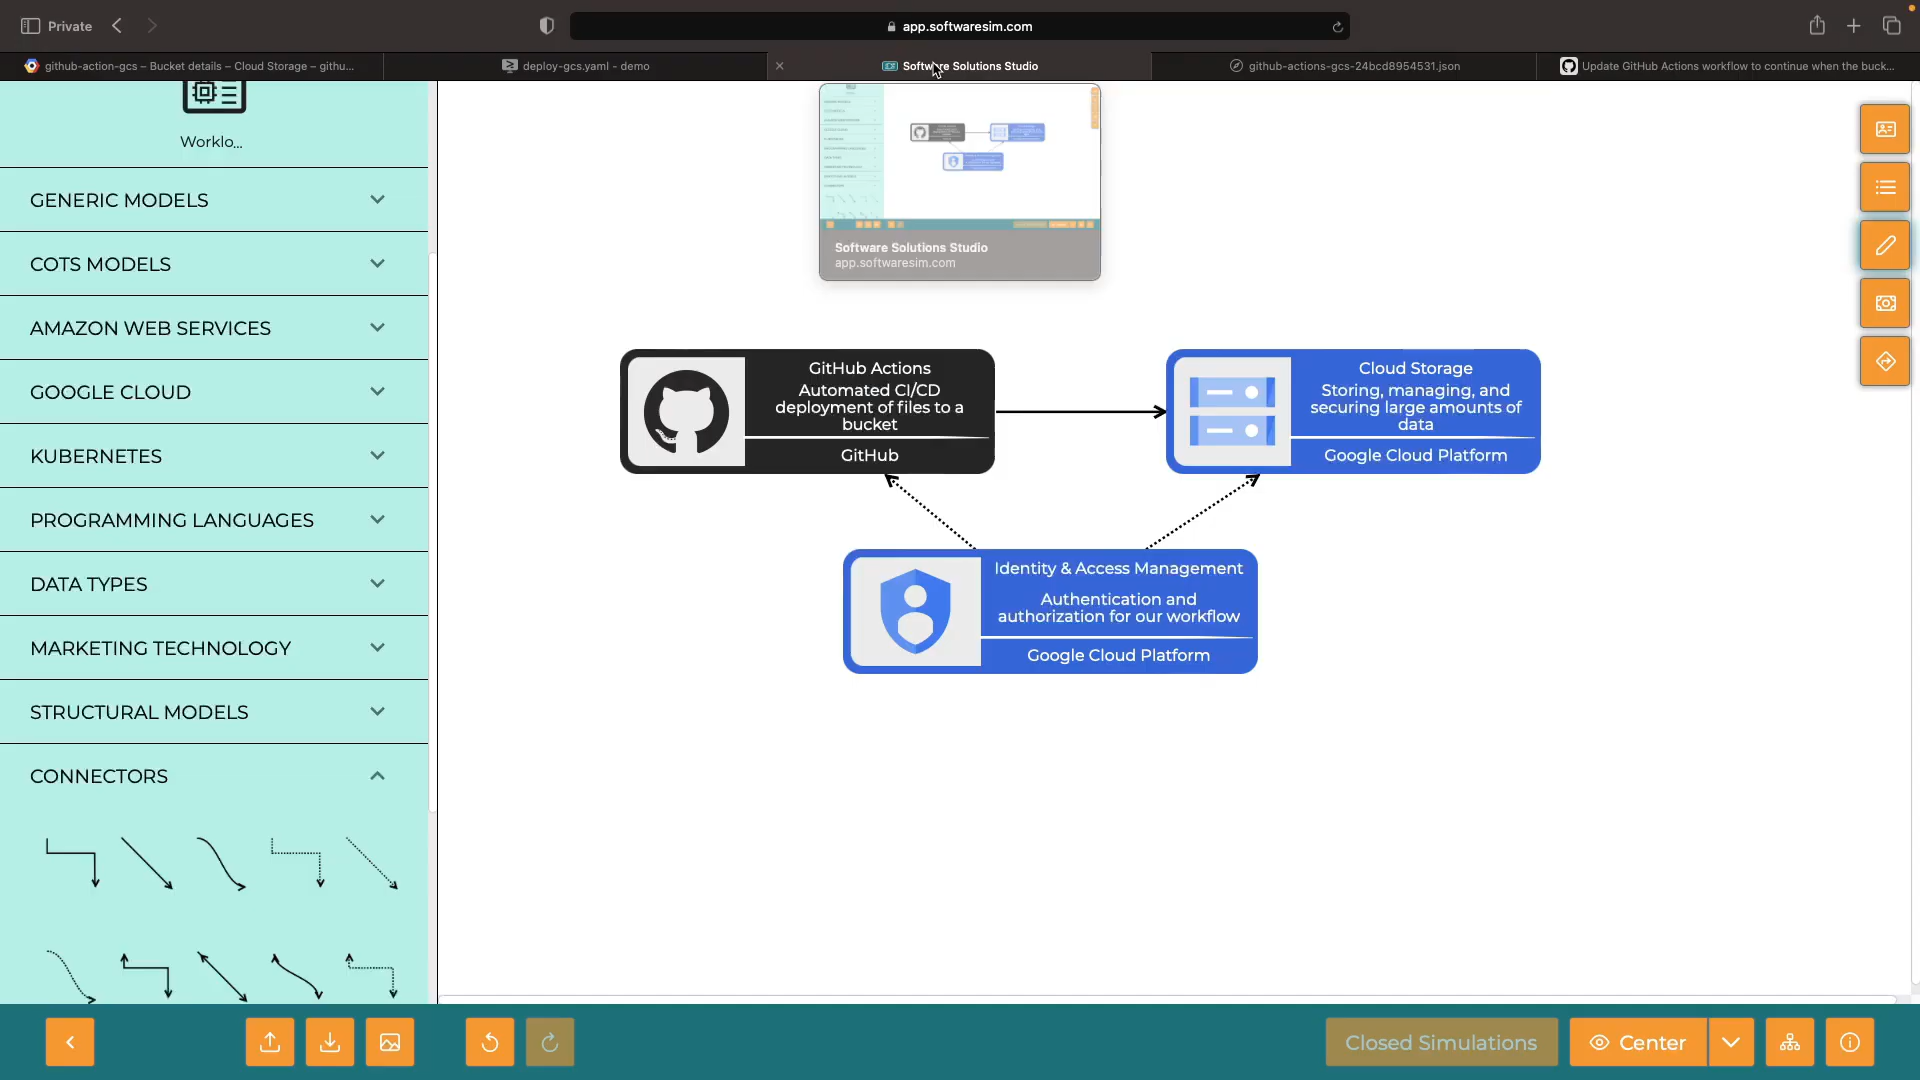 Private
app.softwaresim.com
github-action-gcs – Bucket details – Cloud Storage – githu...
deploy-gcs.yaml - demo
Software Solutions Studio
github-actions-gcs-24bcd8954531.json
Update GitHub Actions workflow to continue when the buck...
Software Solutions Studio
app.softwaresim.com
Worklo...
GENERIC MODELS
COTS MODELS
AMAZON WEB SERVICES
GOOGLE CLOUD
KUBERNETES
PROGRAMMING LANGUAGES
DATA TYPES
MARKETING TECHNOLOGY
STRUCTURAL MODELS
CONNECTORS
GitHub Actions
Automated CI/CD
deployment of files to a
bucket
GitHub
Cloud Storage
Storing, managing, and
securing large amounts of
data
Google Cloud Platform
Identity & Access Management
Authentication and
authorization for our workflow
Google Cloud Platform
Closed Simulations
Center